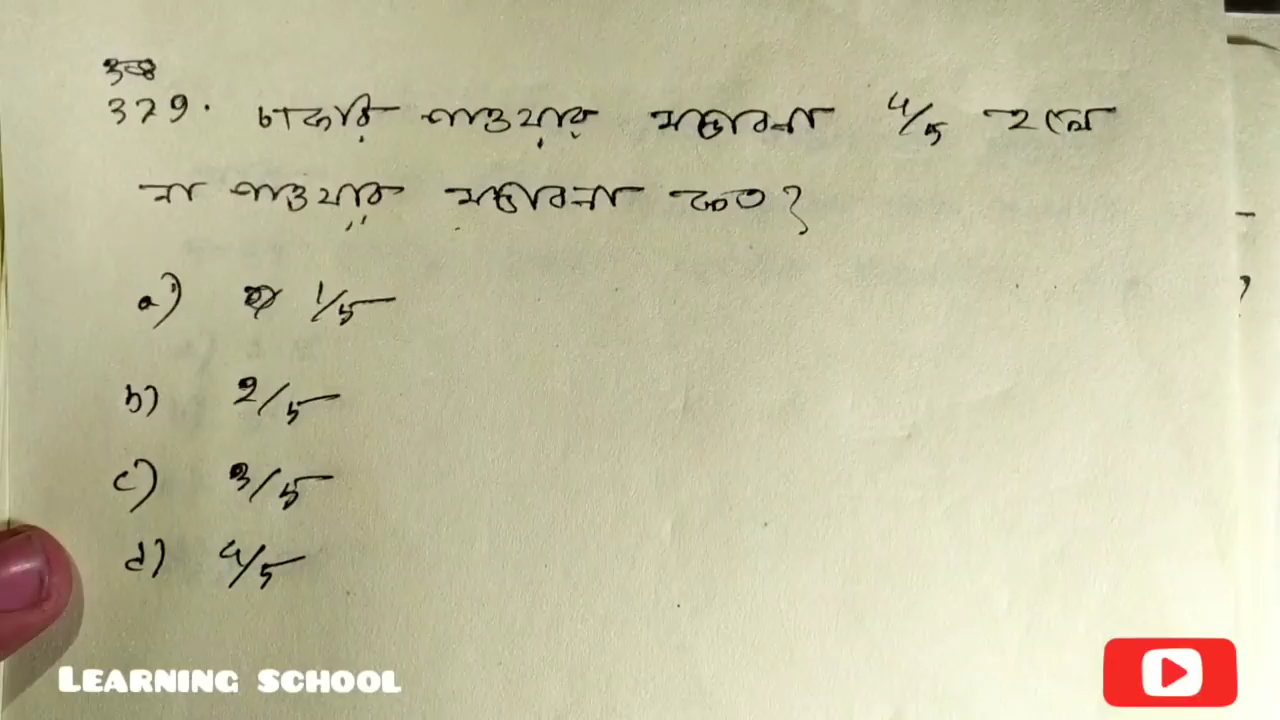 379. চাকরি পাওয়ার সম্ভাবনা 4/5 হলে
না পাওয়ার সম্ভাবনা কত?
a) 1/5
b) 2/5
c) 3/5
d) 4/5
LEARNING SCHOOL